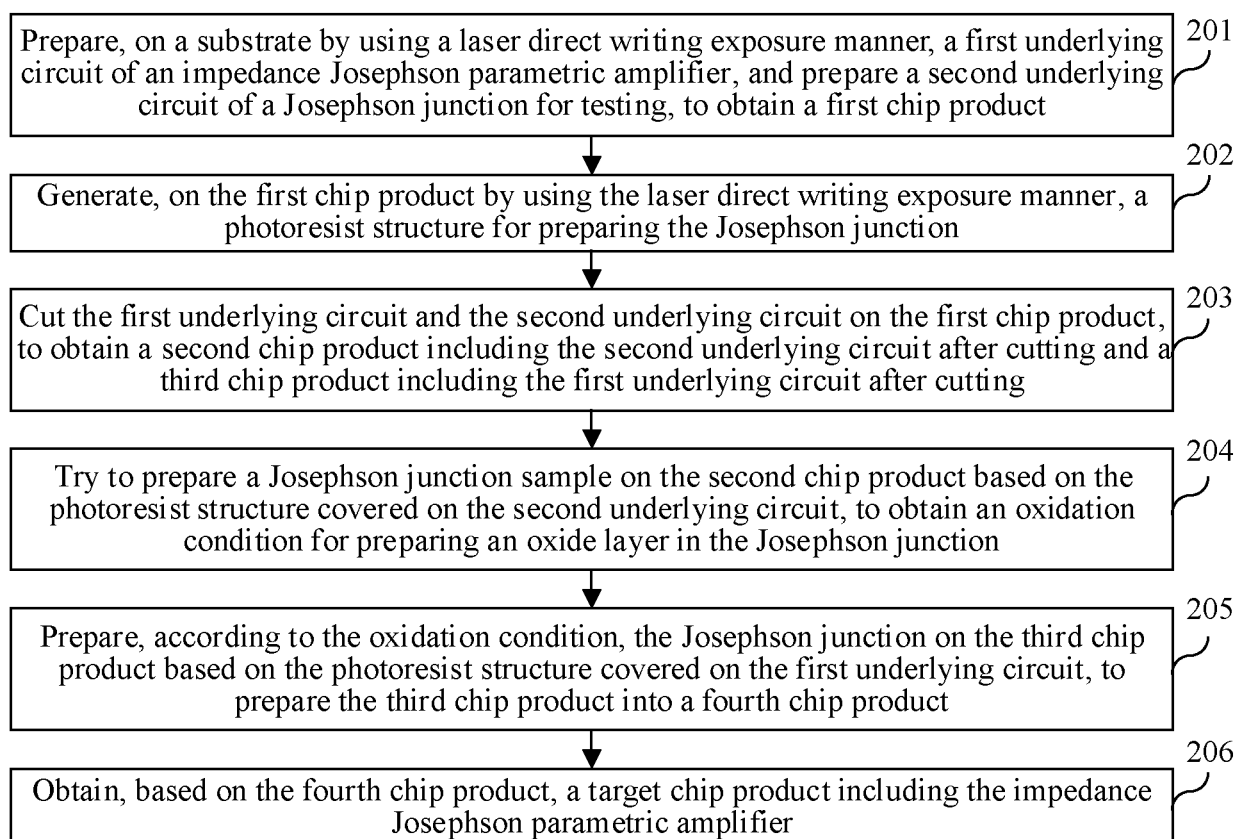 201
Prepare, on a substrate by using a laser direct writing exposure manner, a first underlying
circuit of an impedance Josephson parametric amplifier, and prepare a second underlying
circuit of a Josephson junction for testing, to obtain a first chip product
202
Generate, on the first chip product by using the laser direct writing exposure manner, a
photoresist structure for preparing the Josephson junction
203
Cut the first underlying circuit and the second underlying circuit on the first chip product,
to obtain a second chip product including the second underlying circuit after cutting and a
third chip product including the first underlying circuit after cutting
204
Try to prepare a Josephson junction sample on the second chip product based on the
photoresist structure covered on the second underlying circuit, to obtain an oxidation
condition for preparing an oxide layer in the Josephson junction
205
Prepare, according to the oxidation condition, the Josephson junction on the third chip
product based on the photoresist structure covered on the first underlying circuit, to
prepare the third chip product into a fourth chip product
206
Obtain, based on the fourth chip product, a target chip product including the impedance
Josephson parametric amplifier